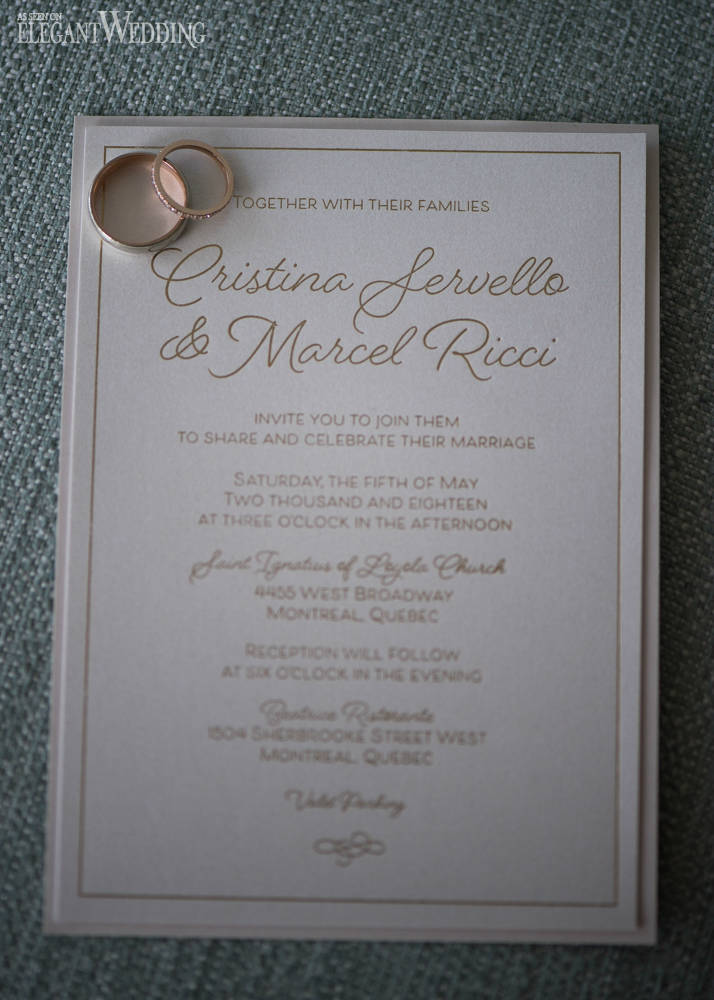 AS SEEN ON
ELEGANTWEDDING
TOGETHER WITH THEIR FAMILIES
Cristina Servello
& Marcel Ricci
INVITE YOU TO JOIN THEM
TO SHARE AND CELEBRATE THEIR MARRIAGE
SATURDAY, THE FIFTH OF MAY
TWO THOUSAND AND EIGHTEEN
AT THREE O'CLOCK IN THE AFTERNOON
Saint Ignatius of Loyola Church
4455 WEST BROADWAY
MONTREAL, QUEBEC
RECEPTION WILL FOLLOW
AT SIX O'CLOCK IN THE EVENING
Beatrice Ristorante
1504 SHERBROOKE STREET WEST
MONTREAL, QUEBEC
Valet Parking